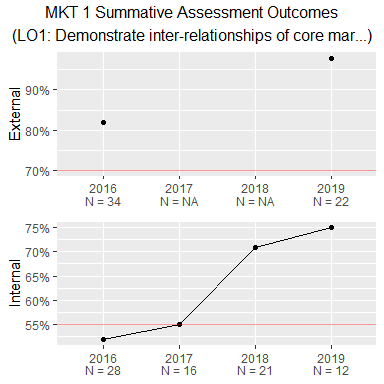 MKT 1 Summative Assessment Outcomes
(LO1: Demonstrate inter-relationships of core mar...)
External
90%
80%
70%
2016 2017 2018 2019
N = 34 N = NA N = NA N = 22
Internal
75%
70%
65%
60%
55%
2016 2017 2018 2019
N = 28 N = 16 N = 21 N = 12